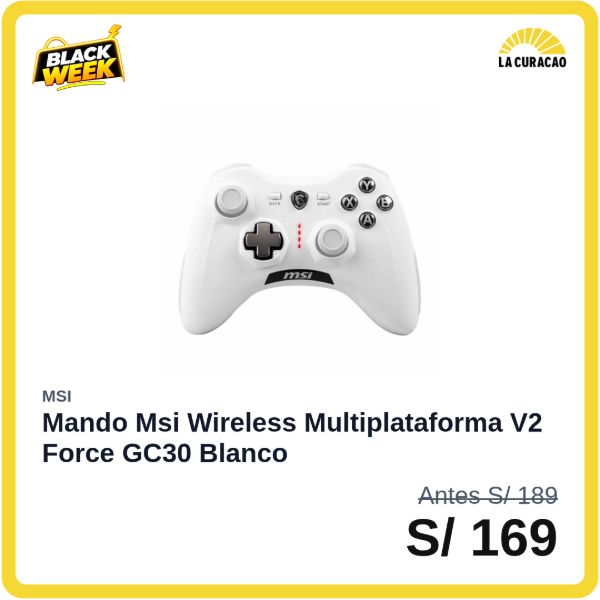 BLACK
WEEK
LA CURACAO
Y
X B
A
BACK START
msi
MSI
Mando Msi Wireless Multiplataforma V2
Force GC30 Blanco
Antes S/ 189
S/ 169